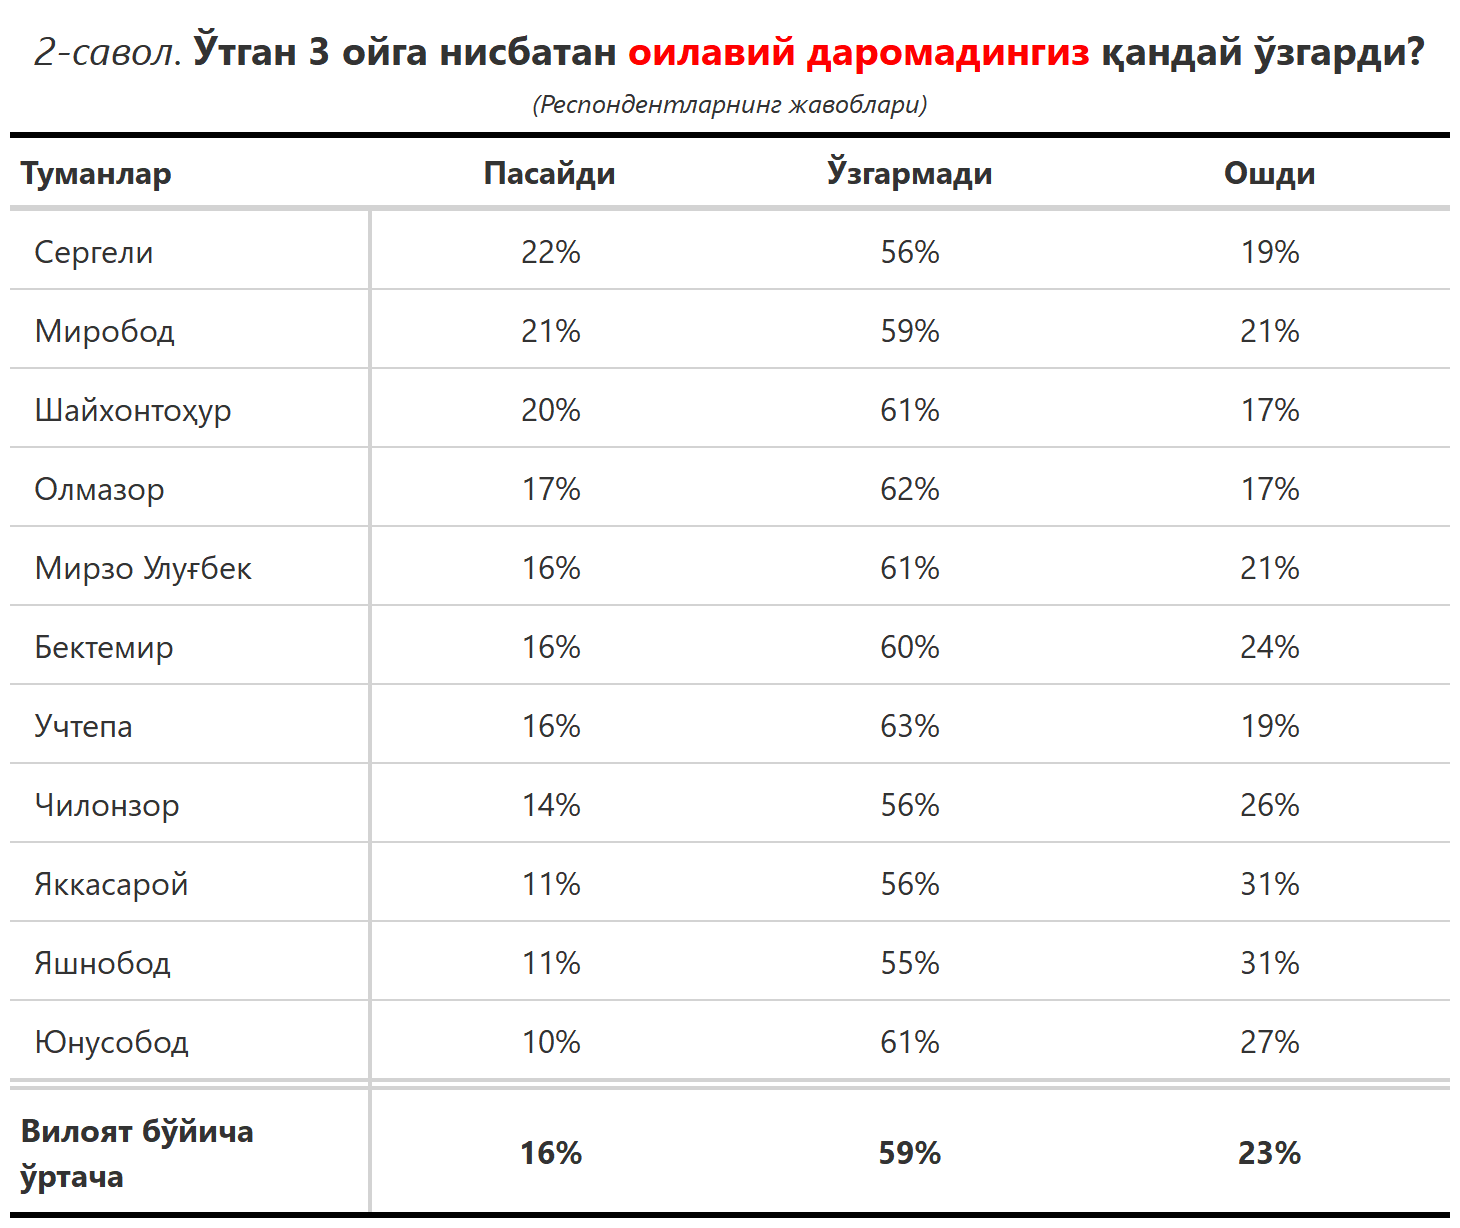 2-савол. Ўтган 3 ойга нисбатан оилавий даромадингиз қандай ўзгарди?
(Респондентларнинг жавоблари)
Туманлар Пасайди Ўзгармади Ошди
Сергели 22% 56% 19%
Миробод 21% 59% 21%
Шайхонтоҳур 20% 61% 17%
Олмазор 17% 62% 17%
Мирзо Улуғбек 16% 61% 21%
Бектемир 16% 60% 24%
Учтепа 16% 63% 19%
Чилонзор 14% 56% 26%
Яккасарой 11% 56% 31%
Яшнобод 11% 55% 31%
Юнусобод 10% 61% 27%
Вилоят бўйича
ўртача 16% 59% 23%